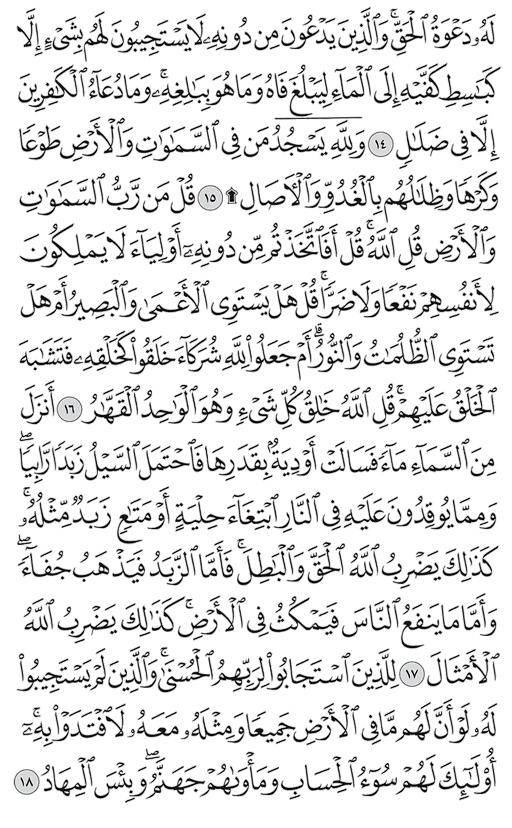 لَهُۥ دَعْوَةُ ٱلْحَقِّۖ وَٱلَّذِينَ يَدْعُونَ مِن دُونِهِۦ لَا يَسْتَجِيبُونَ لَهُم بِشَىْءٍ إِلَّا
كَبَـٰسِطِ كَفَّيْهِ إِلَى ٱلْمَآءِ لِيَبْلُغَ فَاهُ وَمَا هُوَ بِبَـٰلِغِهِۦۚ وَمَا دُعَآءُ ٱلْكَـٰفِرِينَ
إِلَّا فِى ضَلَـٰلٍ ١٤ وَلِلَّهِ يَسْجُدُ مَن فِى ٱلسَّمَـٰوَٰتِ وَٱلْأَرْضِ طَوْعًا
وَكَرْهًا وَظِلَـٰلُهُم بِٱلْغُدُوِّ وَٱلْـَٔاصَالِ ۩ ١٥ قُلْ مَن رَّبُّ ٱلسَّمَـٰوَٰتِ
وَٱلْأَرْضِ قُلِ ٱللَّهُۚ قُلْ أَفَٱتَّخَذْتُم مِّن دُونِهِۦٓ أَوْلِيَآءَ لَا يَمْلِكُونَ
لِأَنفُسِهِمْ نَفْعًا وَلَا ضَرًّاۚ قُلْ هَلْ يَسْتَوِى ٱلْأَعْمَىٰ وَٱلْبَصِيرُ أَمْ هَلْ
تَسْتَوِى ٱلظُّلُمَـٰتُ وَٱلنُّورُۗ أَمْ جَعَلُوا۟ لِلَّهِ شُرَكَآءَ خَلَقُوا۟ كَخَلْقِهِۦ فَتَشَـٰبَهَ
ٱلْخَلْقُ عَلَيْهِمْۚ قُلِ ٱللَّهُ خَـٰلِقُ كُلِّ شَىْءٍ وَهُوَ ٱلْوَٰحِدُ ٱلْقَهَّـٰرُ ١٦ أَنزَلَ
مِنَ ٱلسَّمَآءِ مَآءً فَسَالَتْ أَوْدِيَةٌۢ بِقَدَرِهَا فَٱحْتَمَلَ ٱلسَّيْلُ زَبَدًا رَّابِيًاۖ
وَمِمَّا يُوقِدُونَ عَلَيْهِ فِى ٱلنَّارِ ٱبْتِغَآءَ حِلْيَةٍ أَوْ مَتَـٰعٍ زَبَدٌ مِّثْلُهُۥۚ
كَذَٰلِكَ يَضْرِبُ ٱللَّهُ ٱلْحَقَّ وَٱلْبَـٰطِلَۚ فَأَمَّا ٱلزَّبَدُ فَيَذْهَبُ جُفَآءًۖ
وَأَمَّا مَا يَنفَعُ ٱلنَّاسَ فَيَمْكُثُ فِى ٱلْأَرْضِۚ كَذَٰلِكَ يَضْرِبُ ٱللَّهُ
ٱلْأَمْثَالَ ١٧ لِلَّذِينَ ٱسْتَجَابُوا۟ لِرَبِّهِمُ ٱلْحُسْنَىٰۚ وَٱلَّذِينَ لَمْ يَسْتَجِيبُوا۟
لَهُۥ لَوْ أَنَّ لَهُم مَّا فِى ٱلْأَرْضِ جَمِيعًا وَمِثْلَهُۥ مَعَهُۥ لَٱفْتَدَوْا۟ بِهِۦٓۚ
أُو۟لَـٰٓئِكَ لَهُمْ سُوٓءُ ٱلْحِسَابِ وَمَأْوَىٰهُمْ جَهَنَّمُۖ وَبِئْسَ ٱلْمِهَادُ ١٨